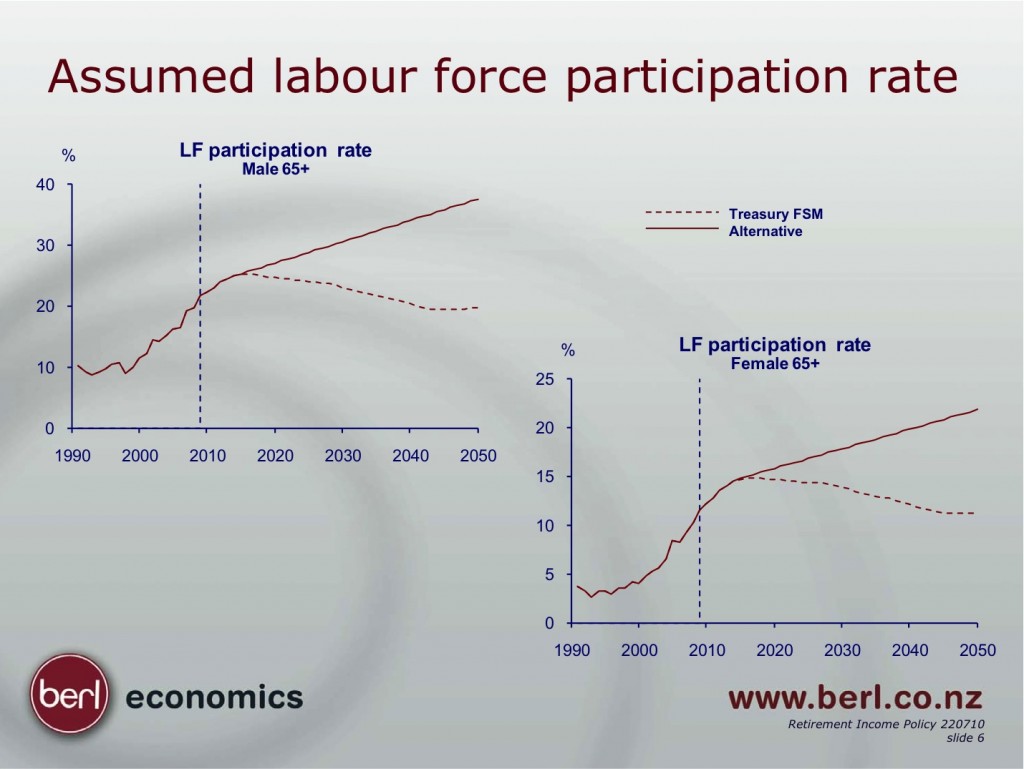 Assumed labour force participation rate
%
LF participation rate
Male 65+
40
30
20
10
0
1990 2000 2010 2020 2030 2040 2050
Treasury FSM
Alternative
%
LF participation rate
Female 65+
25
20
15
10
5
0
1990 2000 2010 2020 2030 2040 2050
berl economics
www.berl.co.nz
Retirement Income Policy 220710
slide 6